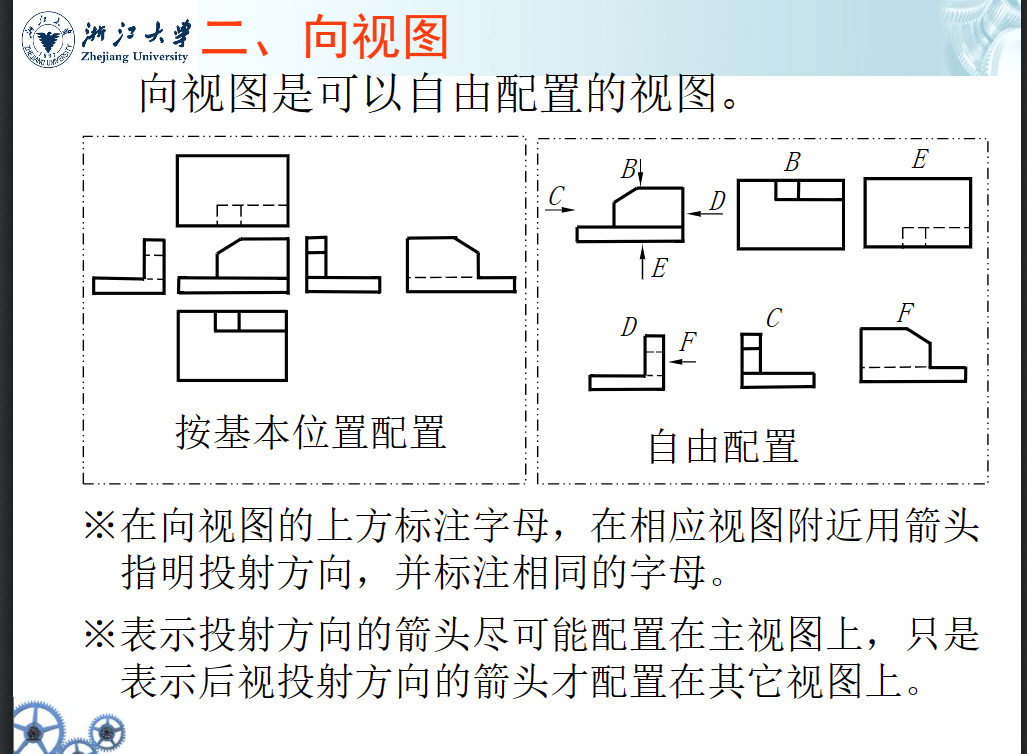 浙江大学
Zhejiang University
二、向视图
向视图是可以自由配置的视图。
按基本位置配置
B
C
D
E
B
E
D
F
C
F
自由配置
※在向视图的上方标注字母，在相应视图附近用箭头
指明投射方向，并标注相同的字母。
※表示投射方向的箭头尽可能配置在主视图上，只是
表示后视投射方向的箭头才配置在其它视图上。